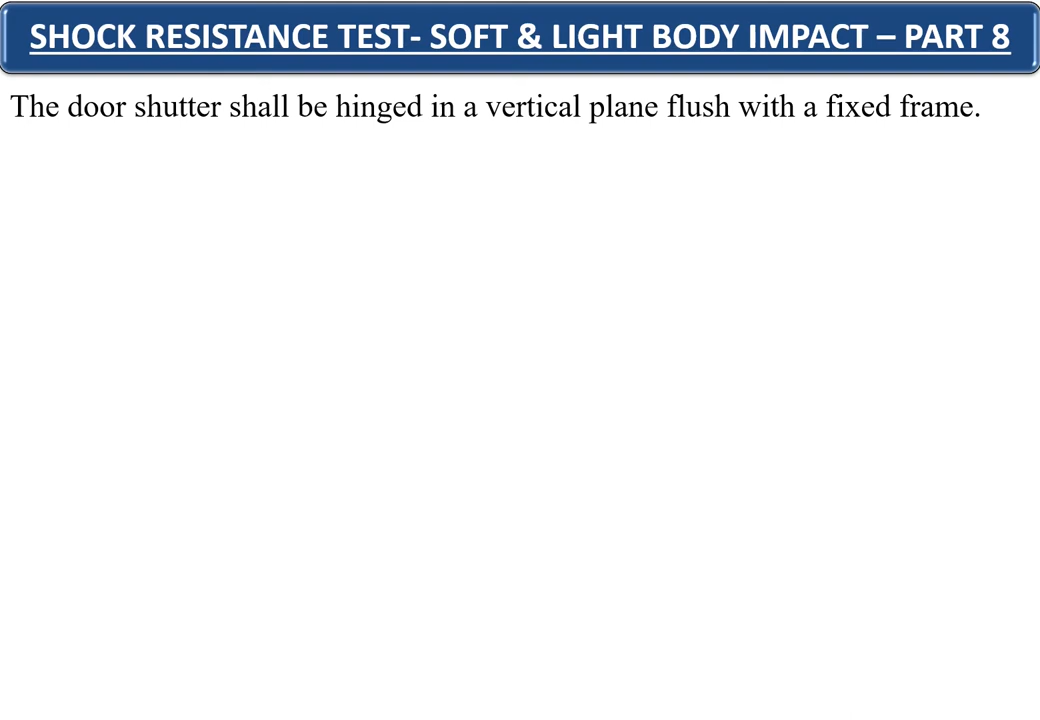 SHOCK RESISTANCE TEST- SOFT & LIGHT BODY IMPACT – PART 8
The door shutter shall be hinged in a vertical plane flush with a fixed frame.